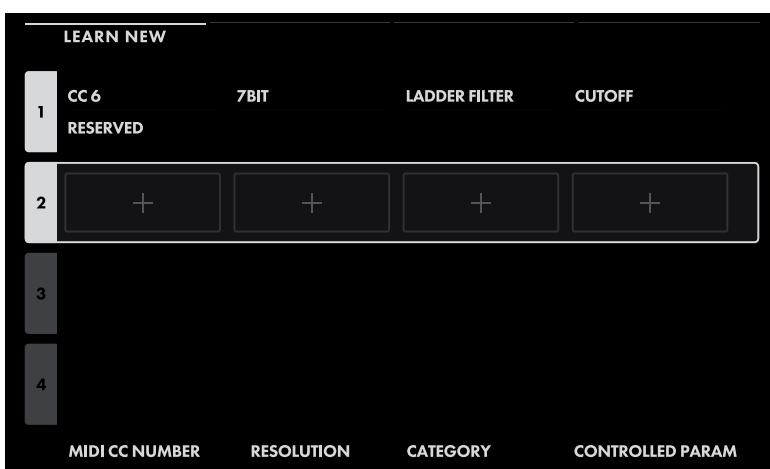 LEARN NEW
1
CC 6 7BIT LADDER FILTER CUTOFF
RESERVED
2
+ + + +
3
4
MIDI CC NUMBER RESOLUTION CATEGORY CONTROLLED PARAM